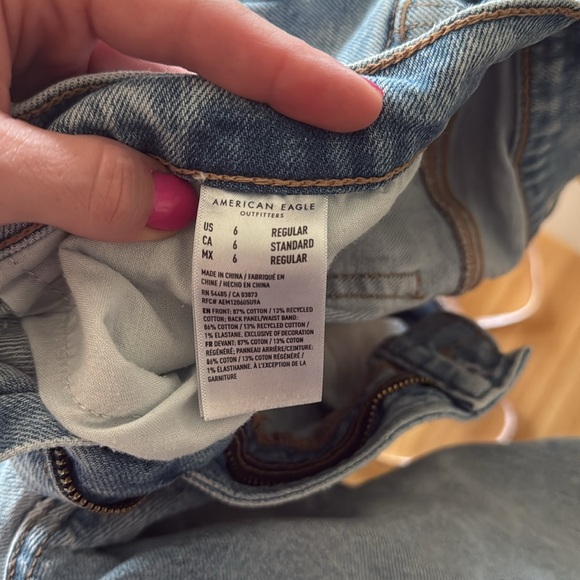 AMERICAN EAGLE
OUTFITTERS
US 6 REGULAR
CA 6 STANDARD
MX 6 REGULAR
MADE IN CHINA / FABRIQUÉ EN
CHINE / HECHO EN CHINA
RN 54485 / CA 03873
RFC# AEM120605U9A
EN FRONT: 87% COTTON / 13% RECYCLED
COTTON; BACK PANEL/WAIST BAND:
86% COTTON / 13% RECYCLED COTTON /
1% ELASTANE. EXCLUSIVE OF DECORATION
FR DEVANT: 87% COTON / 13% COTON
RÉGÉNÉRÉ; PANEAU ARRIÈRE/CEINTURE:
86% COTON / 13% COTON RÉGÉNÉRÉ /
1% ÉLASTHANNE. À L'EXCEPTION DE LA
GARNITURE